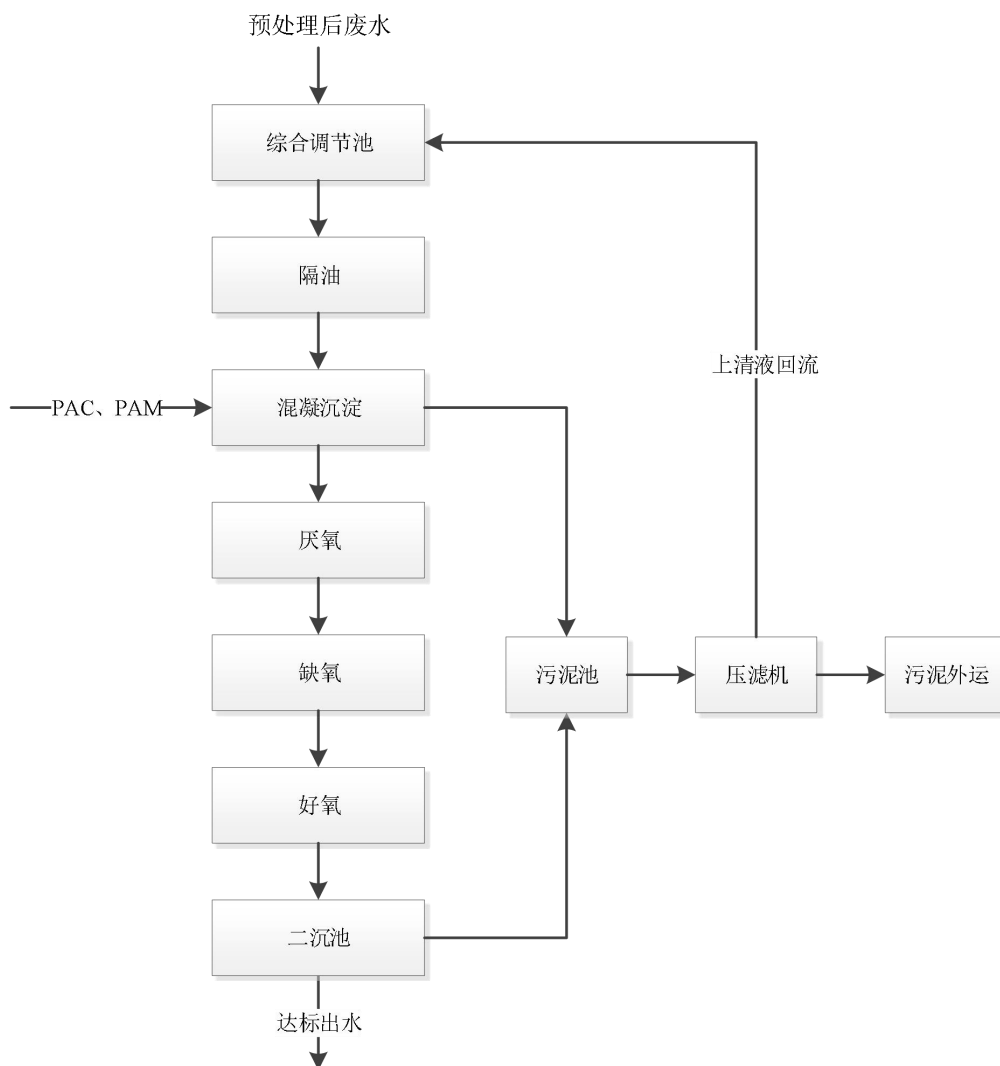 预处理后废水
综合调节池
隔油
上清液回流
PAC、PAM
混凝沉淀
厌氧
缺氧
污泥池
压滤机
污泥外运
好氧
二沉池
达标出水